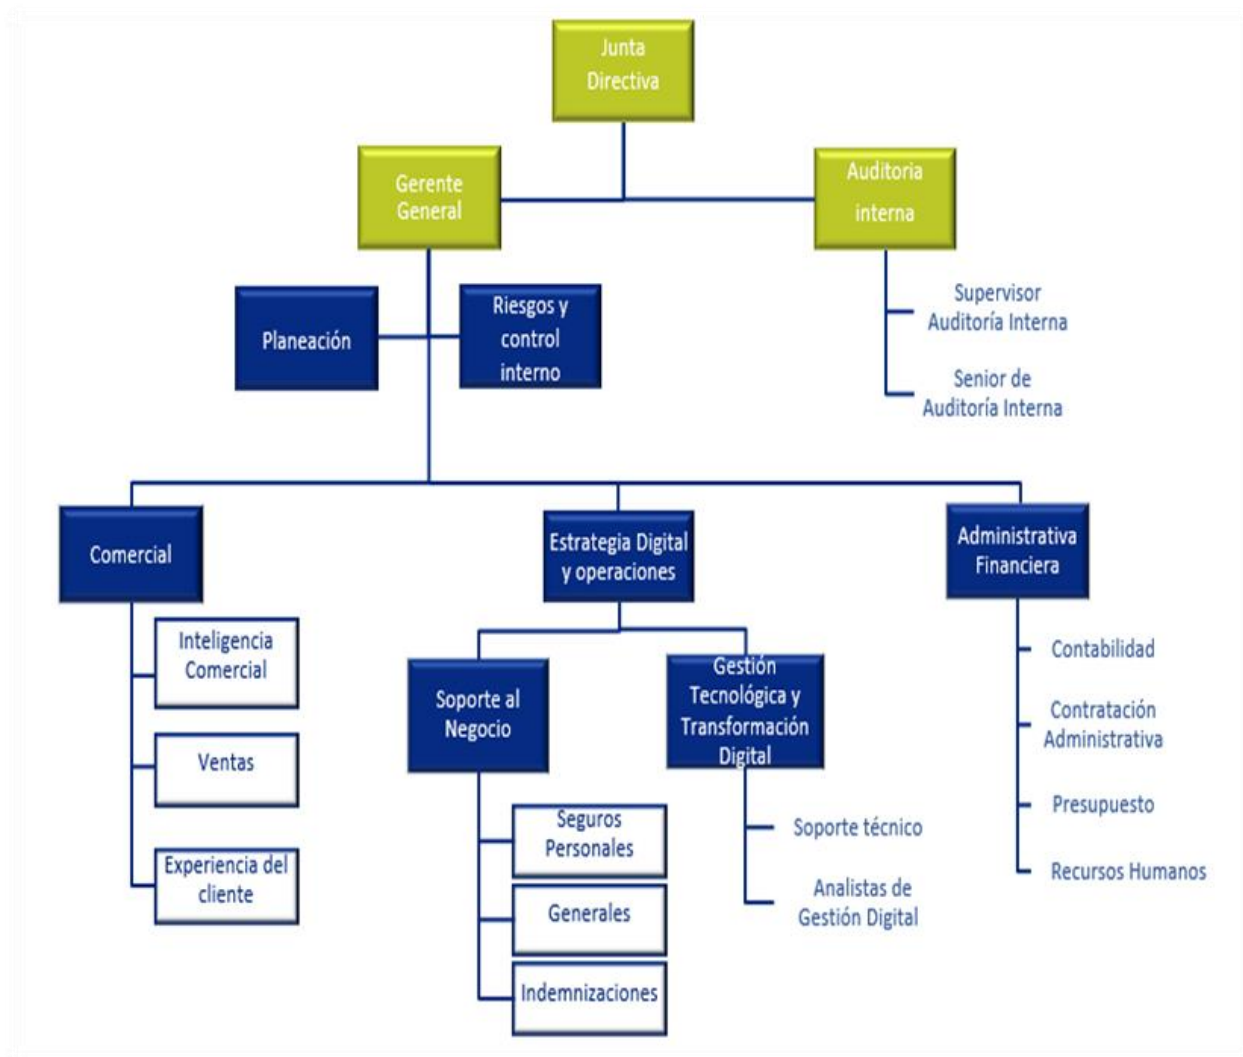 Junta
Directiva
Gerente
General
Auditoria
interna
Planeación
Riesgos y
control
interno
Supervisor
Auditoría Interna
Senior de
Auditoría Interna
Comercial
Estrategia Digital
y operaciones
Administrativa
Financiera
Inteligencia
Comercial
Ventas
Experiencia del
cliente
Soporte al
Negocio
Gestión
Tecnológica y
Transformación
Digital
Seguros
Personales
Generales
Indemnizaciones
Soporte técnico
Analistas de
Gestión Digital
Contabilidad
Contratación
Administrativa
Presupuesto
Recursos Humanos